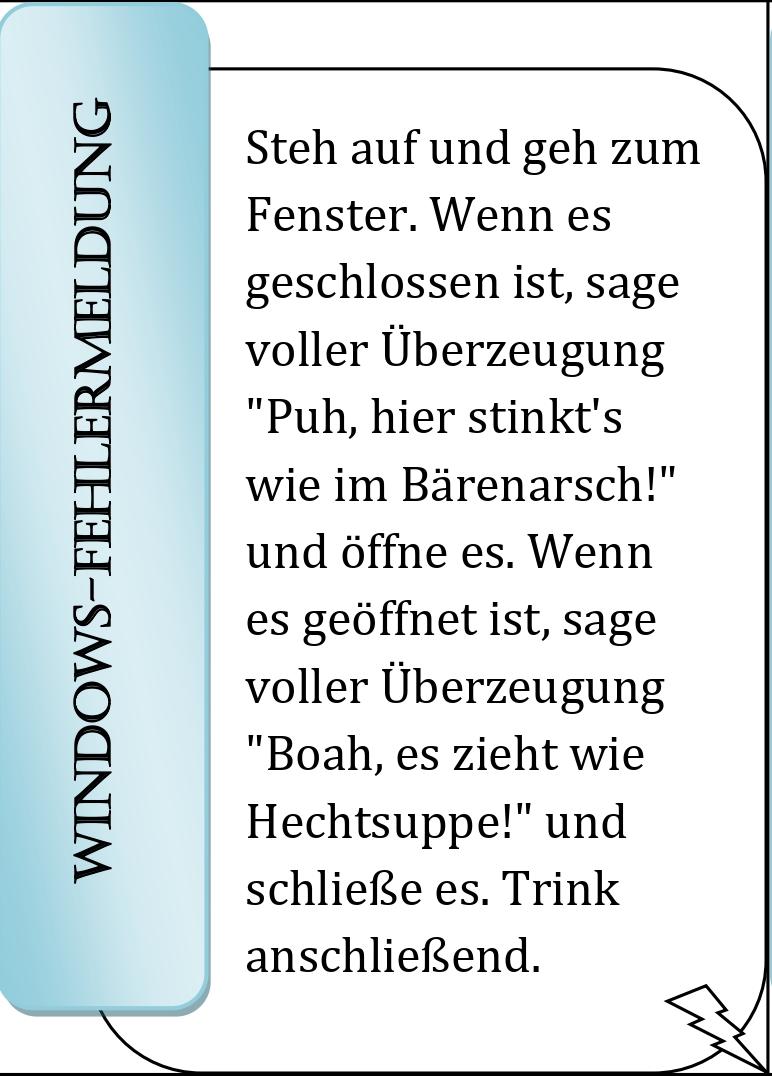 WINDOWS-FEHLERMELDUNG
Steh auf und geh zum
Fenster. Wenn es
geschlossen ist, sage
voller Überzeugung
"Puh, hier stinkt's
wie im Bärenarsch!"
und öffne es. Wenn
es geöffnet ist, sage
voller Überzeugung
"Boah, es zieht wie
Hechtsuppe!" und
schließe es. Trink
anschließend.